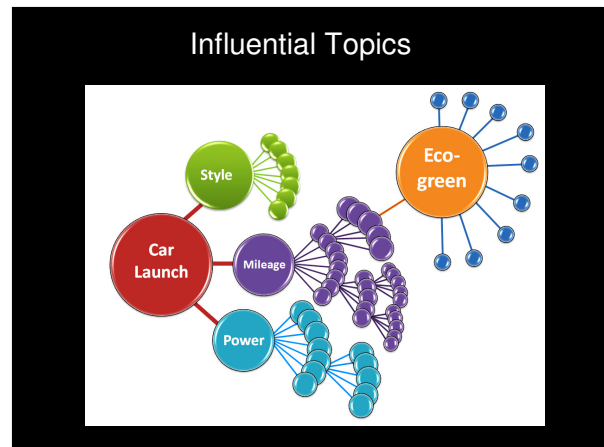 Influential Topics
Style
Eco-
green
Car
Launch
Mileage
Power